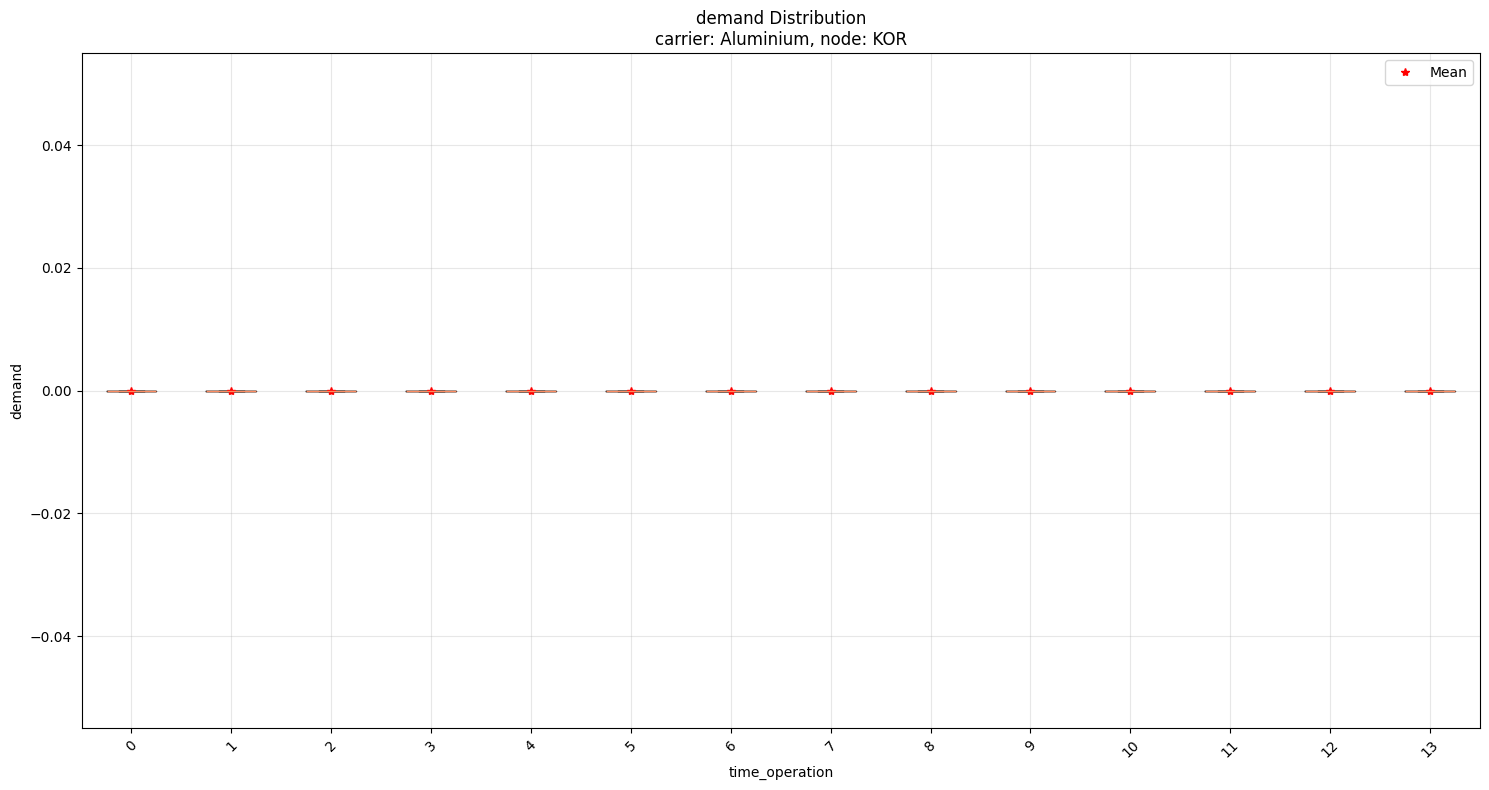 demand Distribution
carrier: Aluminium, node: KOR
Mean
0.04
0.02
0.00
−0.02
−0.04
demand
0 1 2 3 4 5 6 7 8 9 10 11 12 13
time_operation